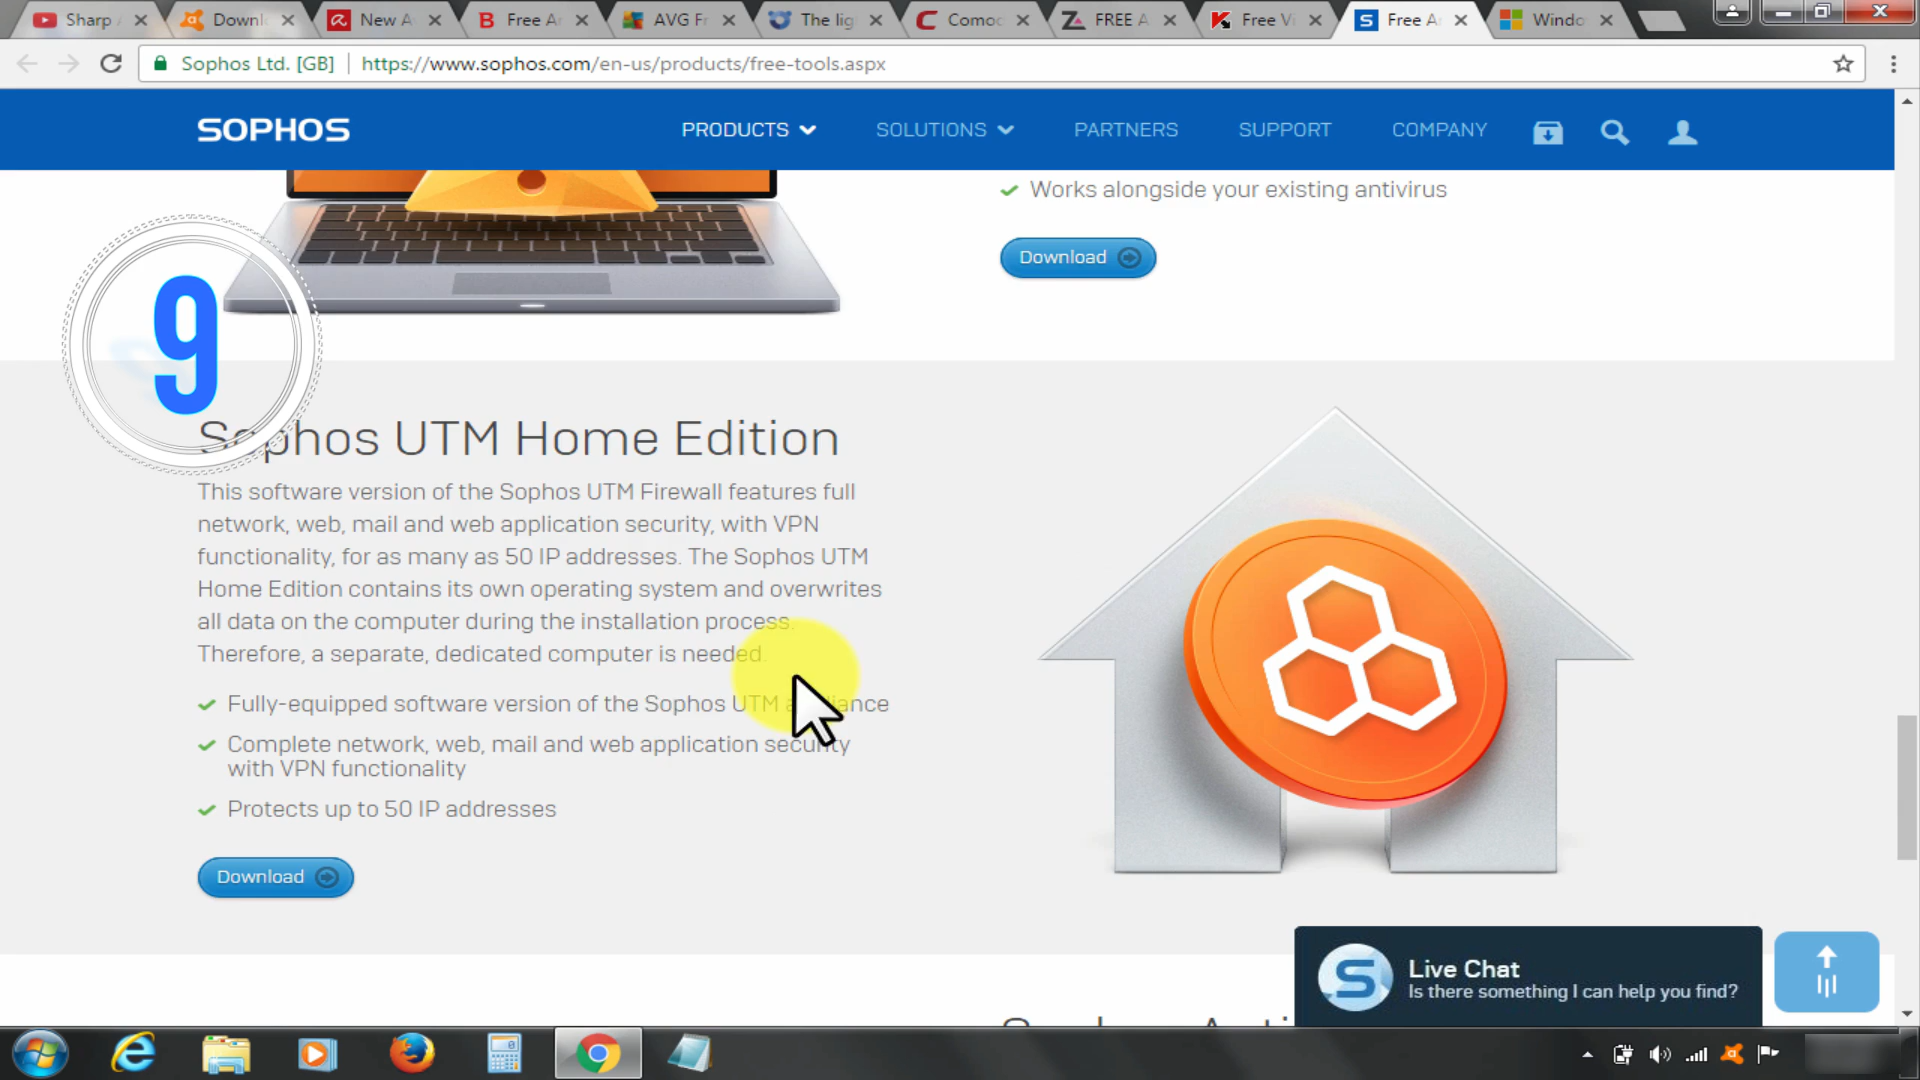 Sharp
Downl
New A
Free A
AVG F
The lig
Comod
FREE A
Free Vi
Free A
Windo
Sophos Ltd. [GB]
https://www.sophos.com/en-us/products/free-tools.aspx
SOPHOS
PRODUCTS
SOLUTIONS
PARTNERS
SUPPORT
COMPANY
Works alongside your existing antivirus
Download
9
Sophos UTM Home Edition
This software version of the Sophos UTM Firewall features full
network, web, mail and web application security, with VPN
functionality, for as many as 50 IP addresses. The Sophos UTM
Home Edition contains its own operating system and overwrites
all data on the computer during the installation process.
Therefore, a separate, dedicated computer is needed.
Fully-equipped software version of the Sophos UTM appliance
Complete network, web, mail and web application security
with VPN functionality
Protects up to 50 IP addresses
Download
Live Chat
Is there something I can help you find?